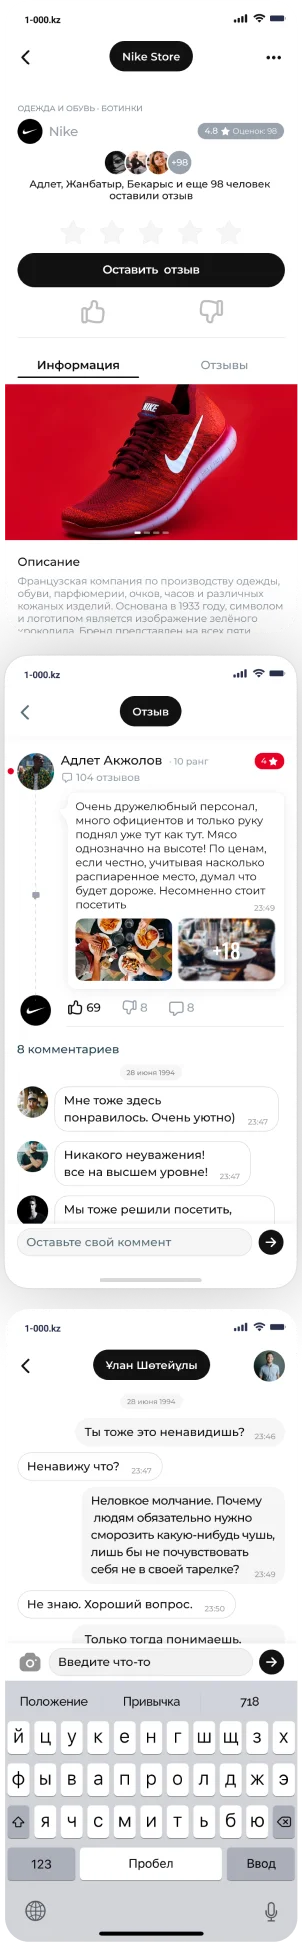 1-000.kz
Nike Store
ОДЕЖДА И ОБУВЬ · БОТИНКИ
Nike
4.8 Оценок: 98
+98
Адлет, Жанбатыр, Бекарыс и еще 98 человек
оставили отзыв
Оставить отзыв
Информация
Отзывы
NIKE
Описание
Французская компания по производству одежды,
обуви, парфюмерии, очков, часов и различных
кожаных изделий. Основана в 1933 году, символом
и логотипом является изображение зелёного
крокодила. Бренд представлен на всех пяти
1-000.kz
Отзыв
Адлет Акжолов · 10 ранг
4
104 отзывов
Очень дружелюбный персонал,
много официентов и только руку
поднял уже тут как тут. Мясо
однозначно на высоте! По ценам,
если честно, учитывая насколько
распиаренное место, думал что
будет дороже. Несомненно стоит
посетить
23:49
+18
69
8
8
8 комментариев
28 июня 1994
Мне тоже здесь
понравилось. Очень уютно)
23:47
Никакого неуважения!
все на высшем уровне!
23:47
Мы тоже решили посетить,
Оставьте свой коммент
1-000.kz
Ұлан Шөтейұлы
28 июня 1994
Ты тоже это ненавидишь? 23:46
Ненавижу что? 23:47
Неловкое молчание. Почему
людям обязательно нужно
сморозить какую-нибудь чушь,
лишь бы не почувствовать
себя не в своей тарелке?
23:49
Не знаю. Хороший вопрос. 23:50
Только тогда понимаешь,
Введите что-то
Положение Привычка 718
й ц у к е н г ш щ з х
ф ы в а п р о л д ж э
я ч с м и т ь б ю
123 Пробел Ввод